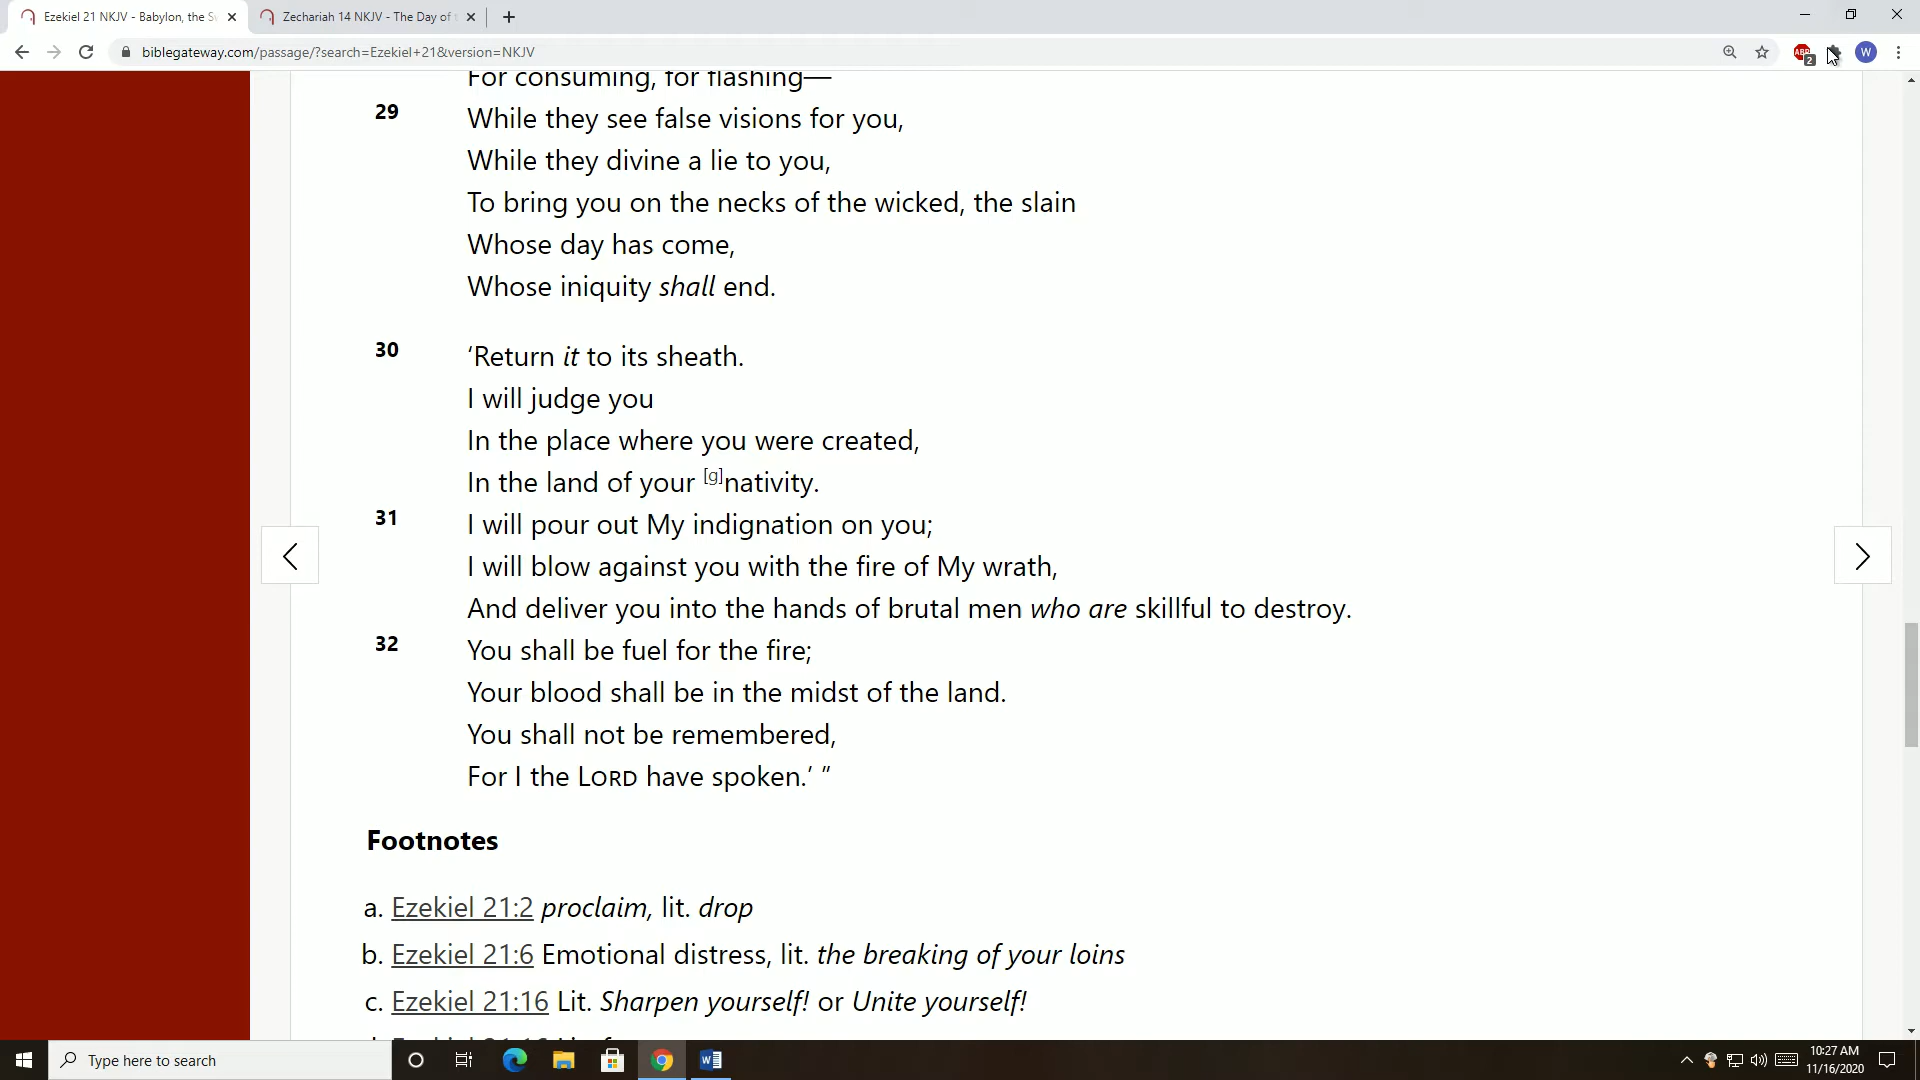 Ezekiel 21 NKJV - Babylon, the S
Zechariah 14 NKJV - The Day of t
biblegateway.com/passage/?search=Ezekiel+21&version=NKJV
ABP
2
W
For consuming, for flashing—
29 While they see false visions for you,
While they divine a lie to you,
To bring you on the necks of the wicked, the slain
Whose day has come,
Whose iniquity shall end.
30 ‘Return it to its sheath.
I will judge you
In the place where you were created,
In the land of your [g]nativity.
31 I will pour out My indignation on you;
I will blow against you with the fire of My wrath,
And deliver you into the hands of brutal men who are skillful to destroy.
32 You shall be fuel for the fire;
Your blood shall be in the midst of the land.
You shall not be remembered,
For I the LORD have spoken.’ ”
Footnotes
a. Ezekiel 21:2 proclaim, lit. drop
b. Ezekiel 21:6 Emotional distress, lit. the breaking of your loins
c. Ezekiel 21:16 Lit. Sharpen yourself! or Unite yourself!
Type here to search
10:27 AM
11/16/2020